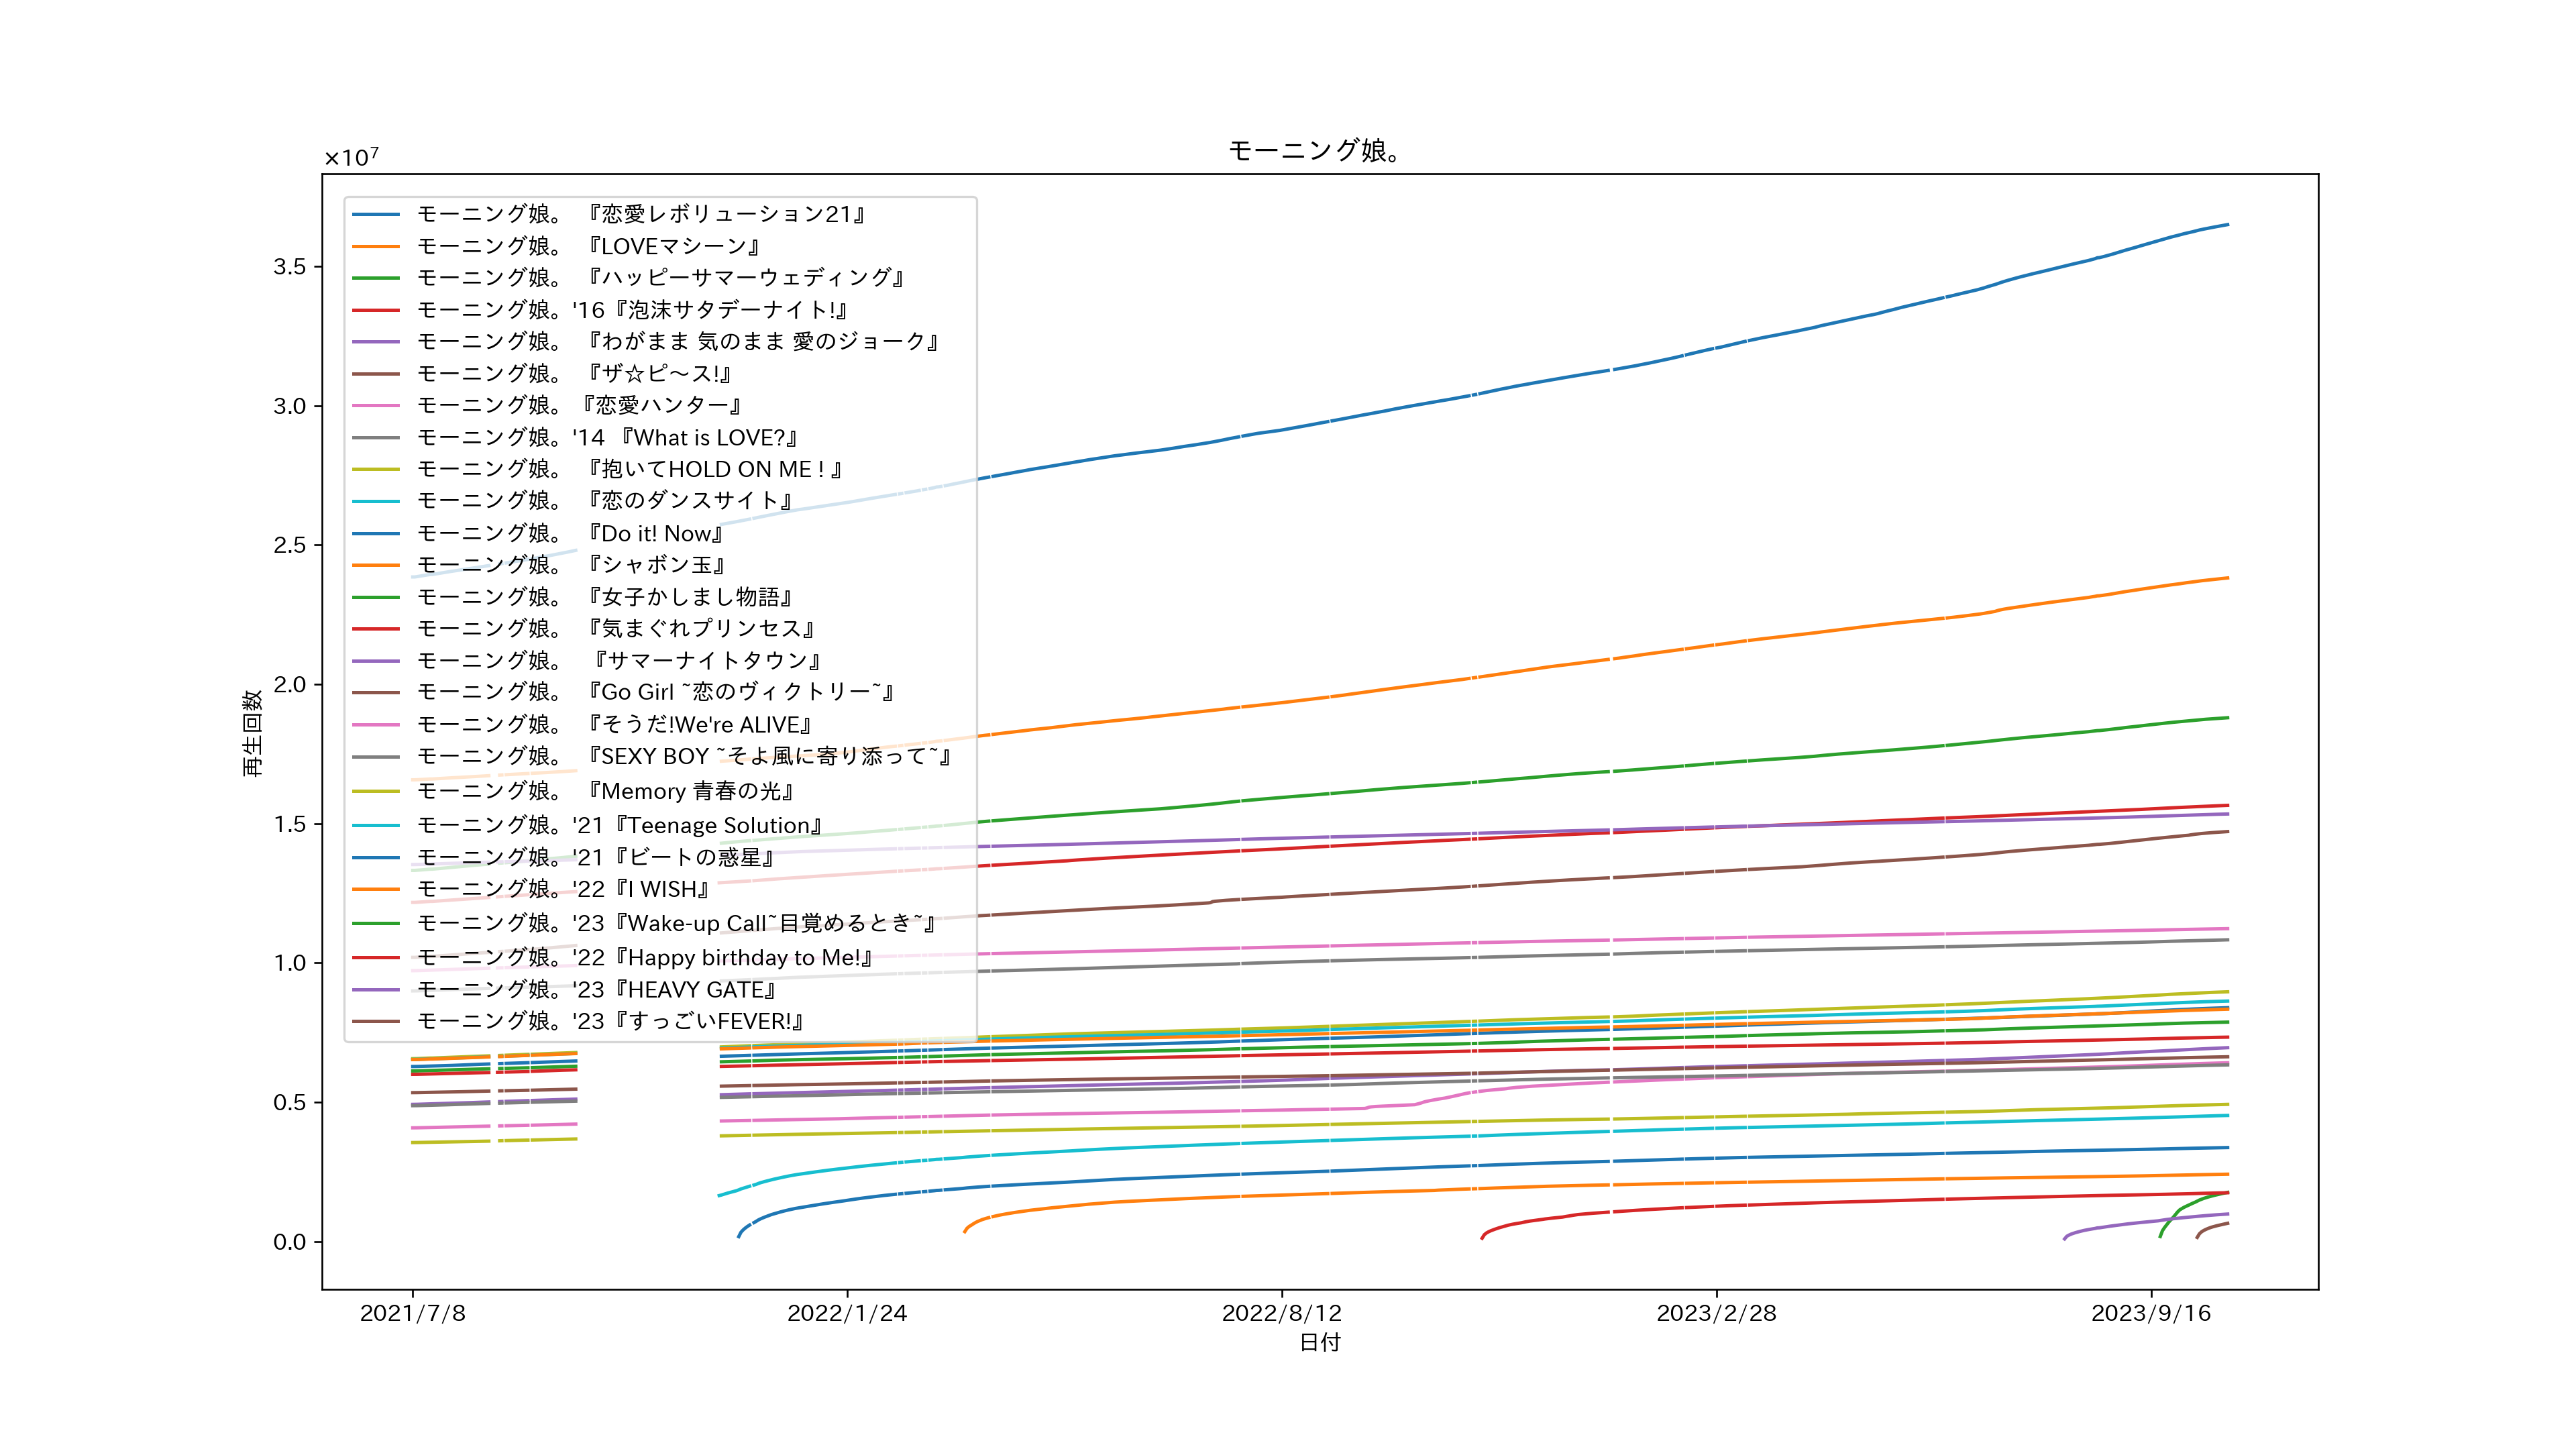 モーニング娘。
×10⁷
3.5
3.0
2.5
2.0
1.5
1.0
0.5
0.0
再生回数
モーニング娘。 『恋愛レボリューション21』
モーニング娘。 『LOVEマシーン』
モーニング娘。 『ハッピーサマーウェディング』
モーニング娘。'16『泡沫サタデーナイト!』
モーニング娘。 『わがまま 気のまま 愛のジョーク』
モーニング娘。 『ザ☆ピ〜ス!』
モーニング娘。『恋愛ハンター』
モーニング娘。'14 『What is LOVE?』
モーニング娘。 『抱いてHOLD ON ME ! 』
モーニング娘。 『恋のダンスサイト』
モーニング娘。 『Do it! Now』
モーニング娘。 『シャボン玉』
モーニング娘。 『女子かしまし物語』
モーニング娘。 『気まぐれプリンセス』
モーニング娘。  『サマーナイトタウン』
モーニング娘。 『Go Girl ~恋のヴィクトリー~』
モーニング娘。 『そうだ!We're ALIVE』
モーニング娘。 『SEXY BOY ~そよ風に寄り添って~』
モーニング娘。 『Memory 青春の光』
モーニング娘。'21『Teenage Solution』
モーニング娘。'21『ビートの惑星』
モーニング娘。'22『I WISH』
モーニング娘。'23『Wake-up Call~目覚めるとき~』
モーニング娘。'22『Happy birthday to Me!』
モーニング娘。'23『HEAVY GATE』
モーニング娘。'23『すっごいFEVER!』
2021/7/8
2022/1/24
2022/8/12
2023/2/28
2023/9/16
日付